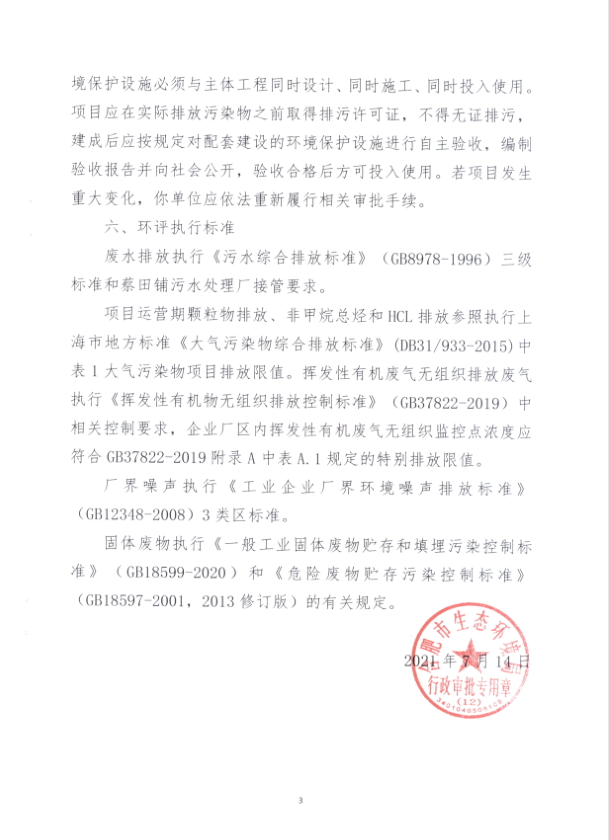 境保护设施必须与主体工程同时设计、同时施工、同时投入使用。
项目应在实际排放污染物之前取得排污许可证，不得无证排污，
建成后应按规定对配套建设的环境保护设施进行自主验收，编制
验收报告并向社会公开，验收合格后方可投入使用。若项目发生
重大变化，你单位应依法重新履行相关审批手续。
六、环评执行标准
废水排放执行《污水综合排放标准》（GB8978-1996）三级
标准和蔡田铺污水处理厂接管要求。
项目运营期颗粒物排放、非甲烷总烃和HCL排放参照执行上
海市地方标准《大气污染物综合排放标准》(DB31/933-2015)中
表1大气污染物项目排放限值。挥发性有机废气无组织排放废气
执行《挥发性有机物无组织排放控制标准》（GB37822-2019）中
相关控制要求，企业厂区内挥发性有机废气无组织监控点浓度应
符合GB37822-2019附录A中表A.1规定的特别排放限值。
厂界噪声执行《工业企业厂界环境噪声排放标准》
（GB12348-2008）3类区标准。
固体废物执行《一般工业固体废物贮存和填埋污染控制标
准》（GB18599-2020）和《危险废物贮存污染控制标准》
（GB18597-2001，2013修订版）的有关规定。
合肥市生态环境局
2021年7月14日
行政审批专用章
(12)
3